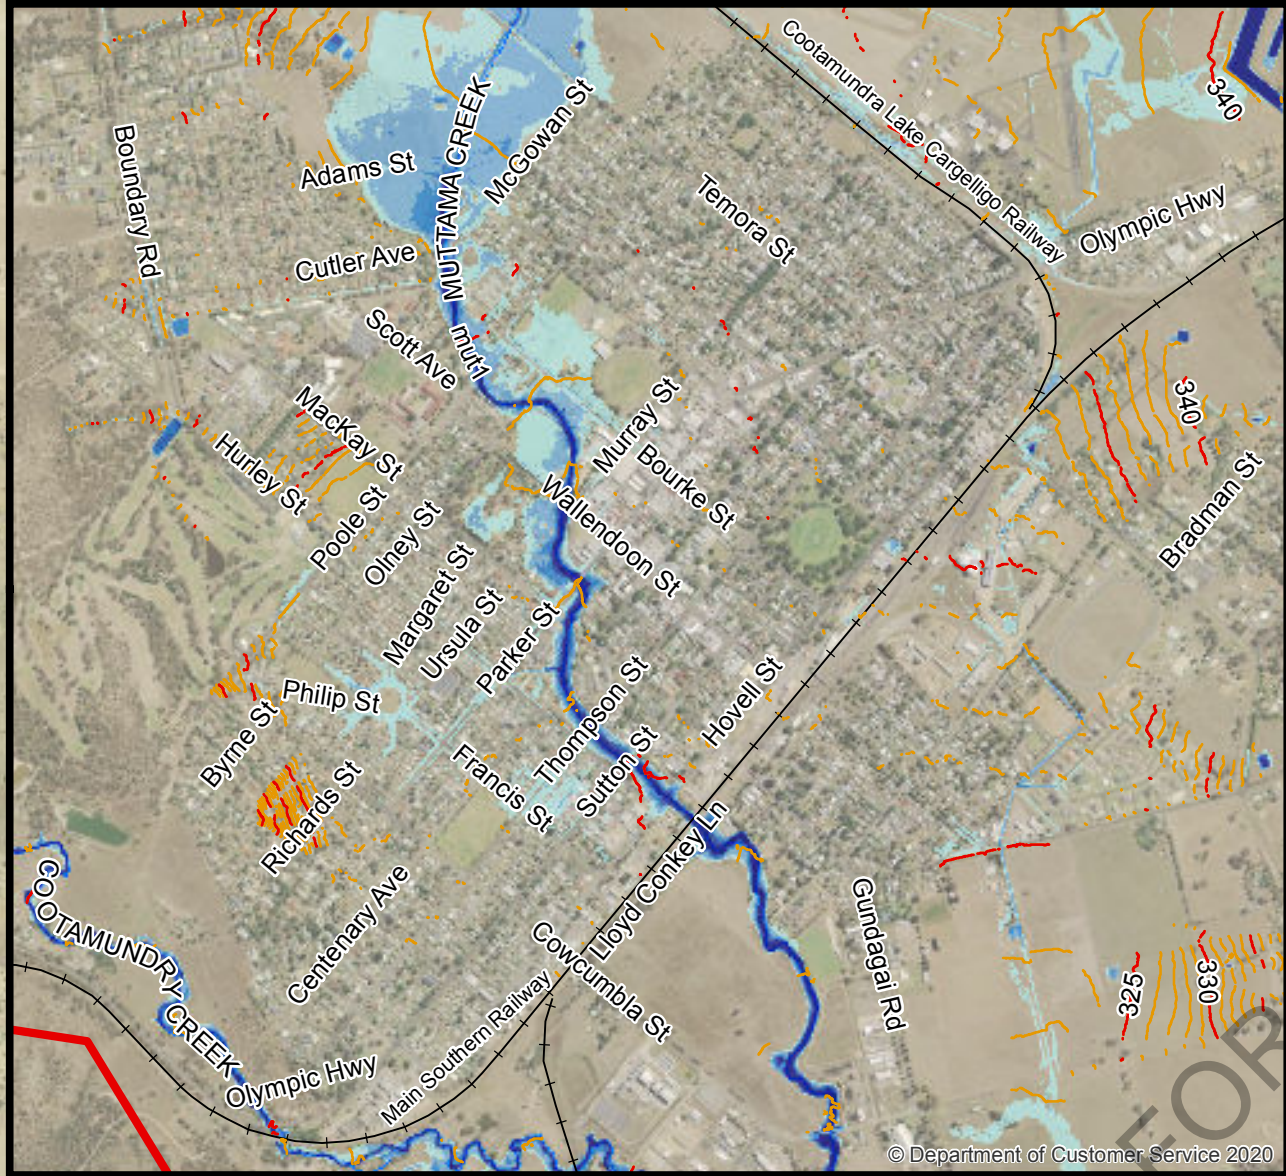 Cootamundra Lake Cargelligo Railway
340
MUTTAMA CREEK
McGowan St
Boundary Rd
Adams St
Temora St
Olympic Hwy
Cutler Ave
Scott Ave
mut1
MacKay St
Murray St
340
Hurley St
Bourke St
Bradman St
Poole St
Olney St
Wallendoon St
Margaret St
Ursula St
Parker St
Philip St
Thompson St
Hovell St
Byrne St
Francis St
Sutton St
Richards St
Lloyd Conkey Ln
COOTAMUNDRY CREEK
Centenary Ave
Gundagai Rd
Cowcumbla St
325
330
Main Southern Railway
Olympic Hwy
FOR
© Department of Customer Service 2020